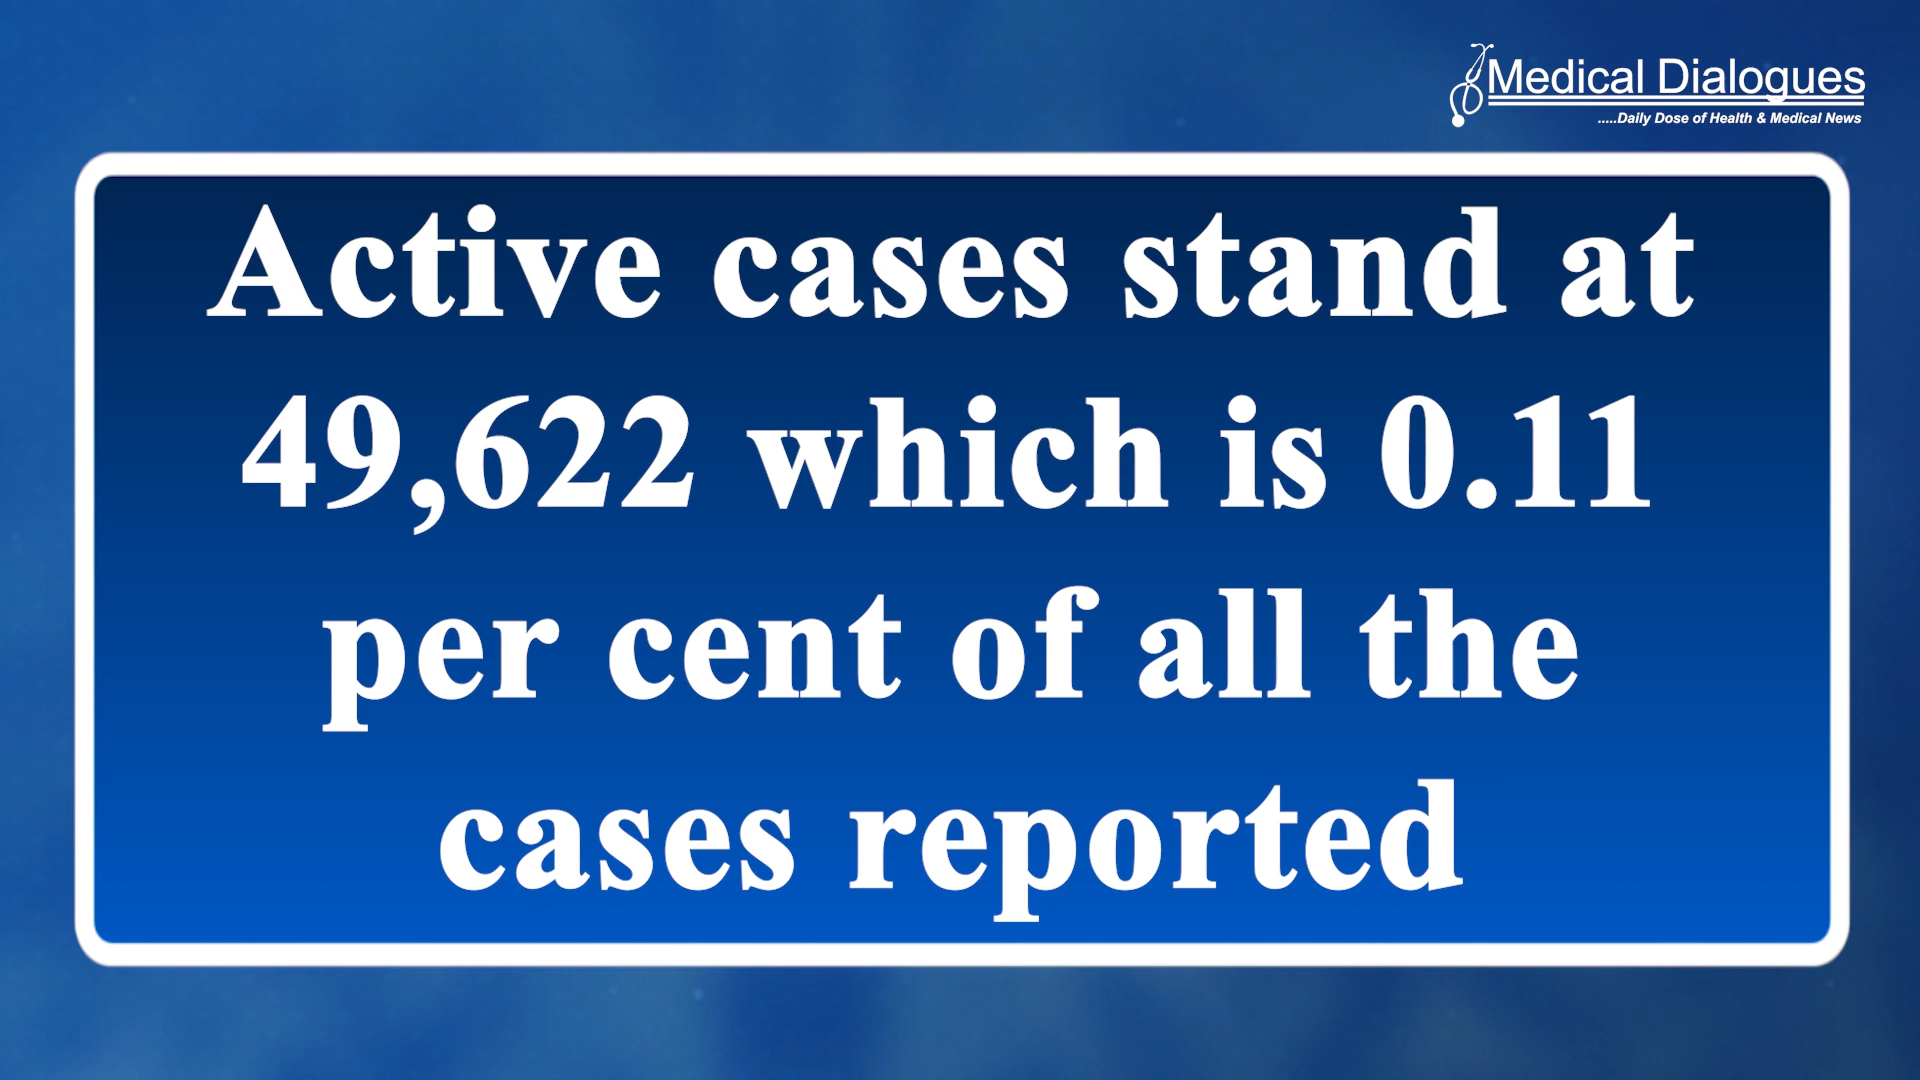 Medical Dialogues
.....Daily Dose of Health & Medical News
Active cases stand at
49,622 which is 0.11
per cent of all the
cases reported